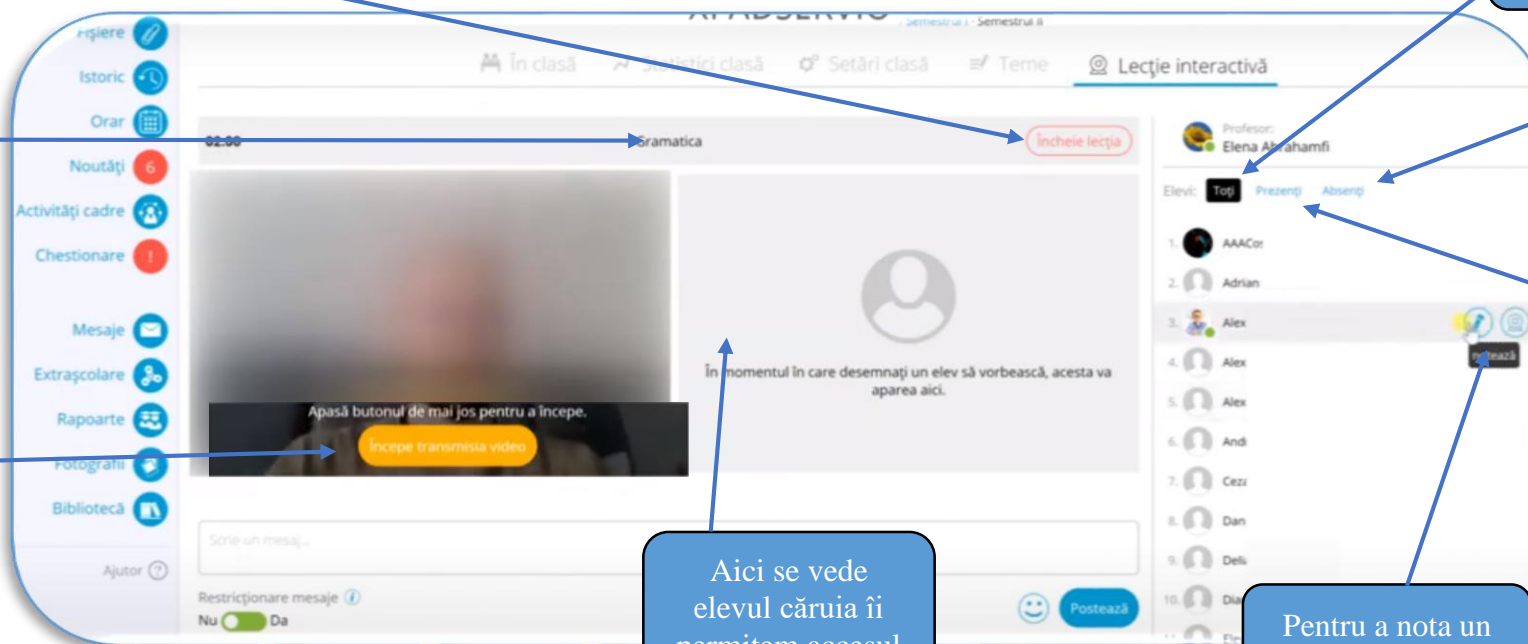 Semestrul I · Semestrul II
Fișiere
Istoric
Orar
Noutăți 6
Activități cadre
Chestionare !
Mesaje
Extrașcolare
Rapoarte
Fotografii
Bibliotecă
Ajutor ?
În clasă Statistici clasă Setări clasă Teme Lecție interactivă
Gramatica Încheie lecția
Apasă butonul de mai jos pentru a începe.
Începe transmisia video
În momentul în care desemnați un elev să vorbească, acesta va
aparea aici.
Scrie un mesaj...
Restricționare mesaje i
Nu Da
Postează
Profesor:
Elena Abrahamfi
Elevi: Toți Prezenți Absenți
1. AAACo
2. Adrian
3. Alex
notează
4. Alex
5. Alex
6. Andi
7. Ceza
8. Dan
9. Deli
10. Dia
Aici se vede
elevul căruia îi
permitem accesul
Pentru a nota un